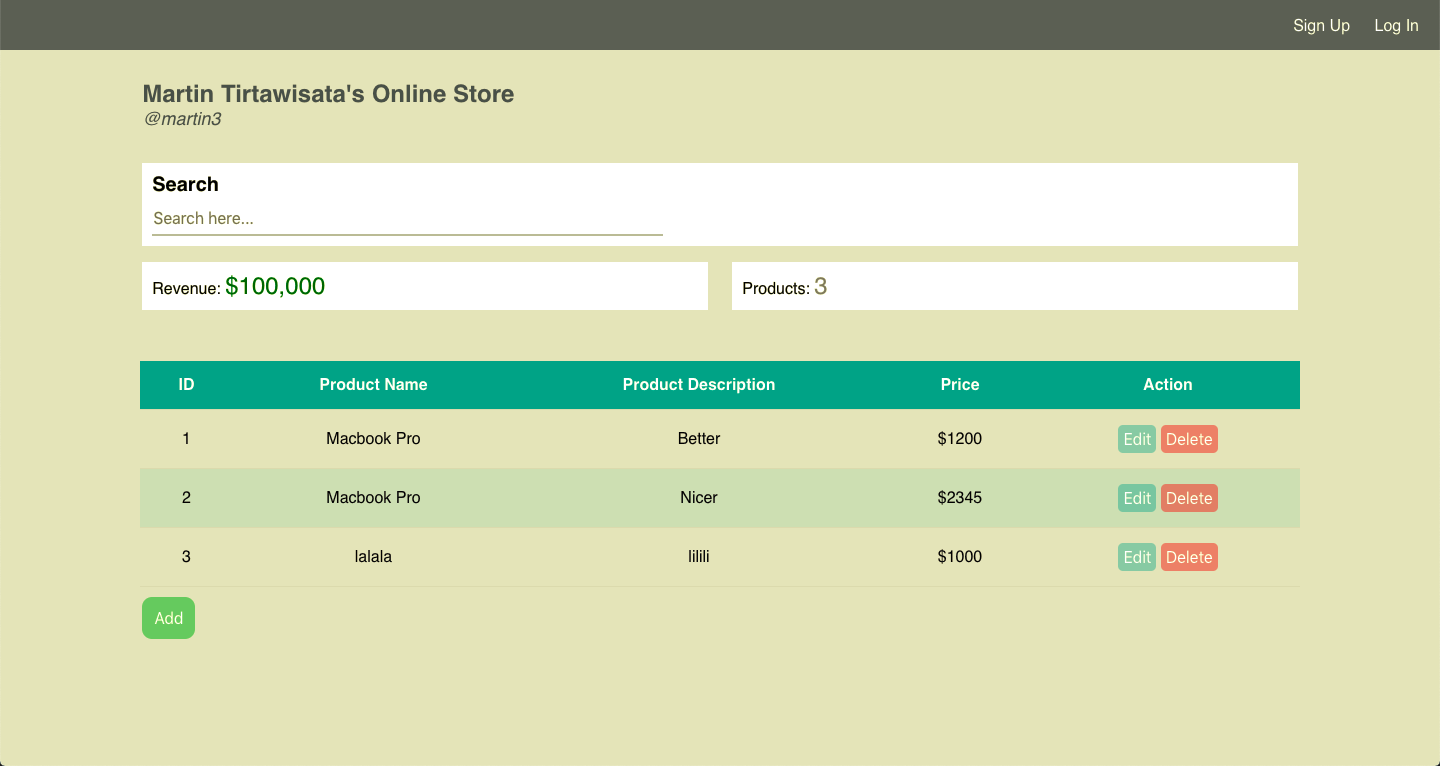 Sign Up Log In
Martin Tirtawisata's Online Store
@martin3
Search
Search here...
Revenue: $100,000 Products: 3
ID Product Name Product Description Price Action
1 Macbook Pro Better $1200 Edit Delete
2 Macbook Pro Nicer $2345 Edit Delete
3 lalala lilili $1000 Edit Delete
Add